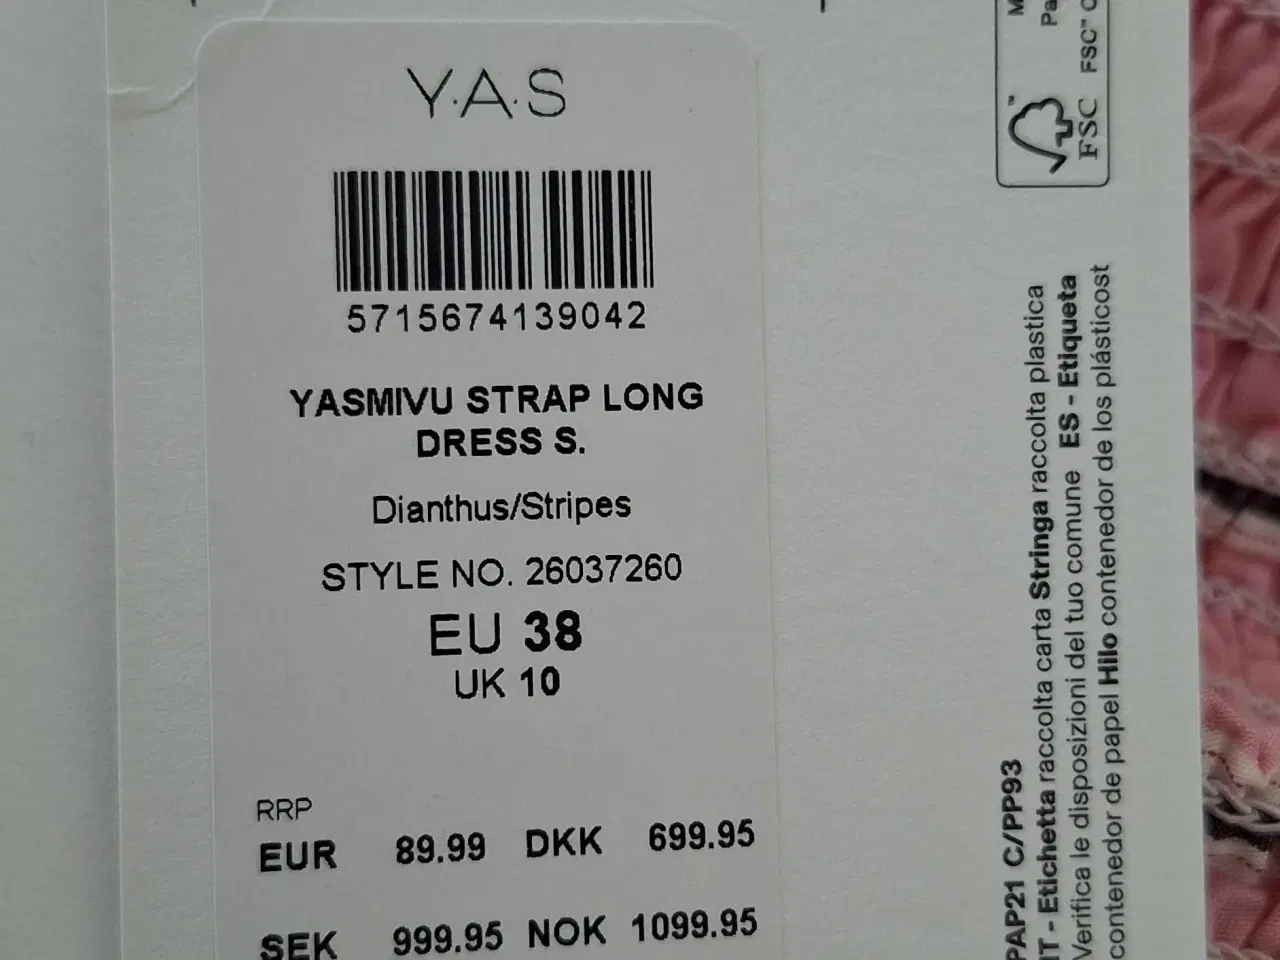 Y.A.S
5715674139042
YASMIVU STRAP LONG
DRESS S.
Dianthus/Stripes
STYLE NO. 26037260
EU 38
UK 10
RRP
EUR 89.99 DKK 699.95
SEK 999.95 NOK 1099.95
FSC™
FSC
PAP21 C/PP93
IT - Etichetta raccolta carta Stringa raccolta plastica
Verifica le disposizioni del tuo comune ES - Etiqueta
contenedor de papel Hilo contenedor de los plásticost